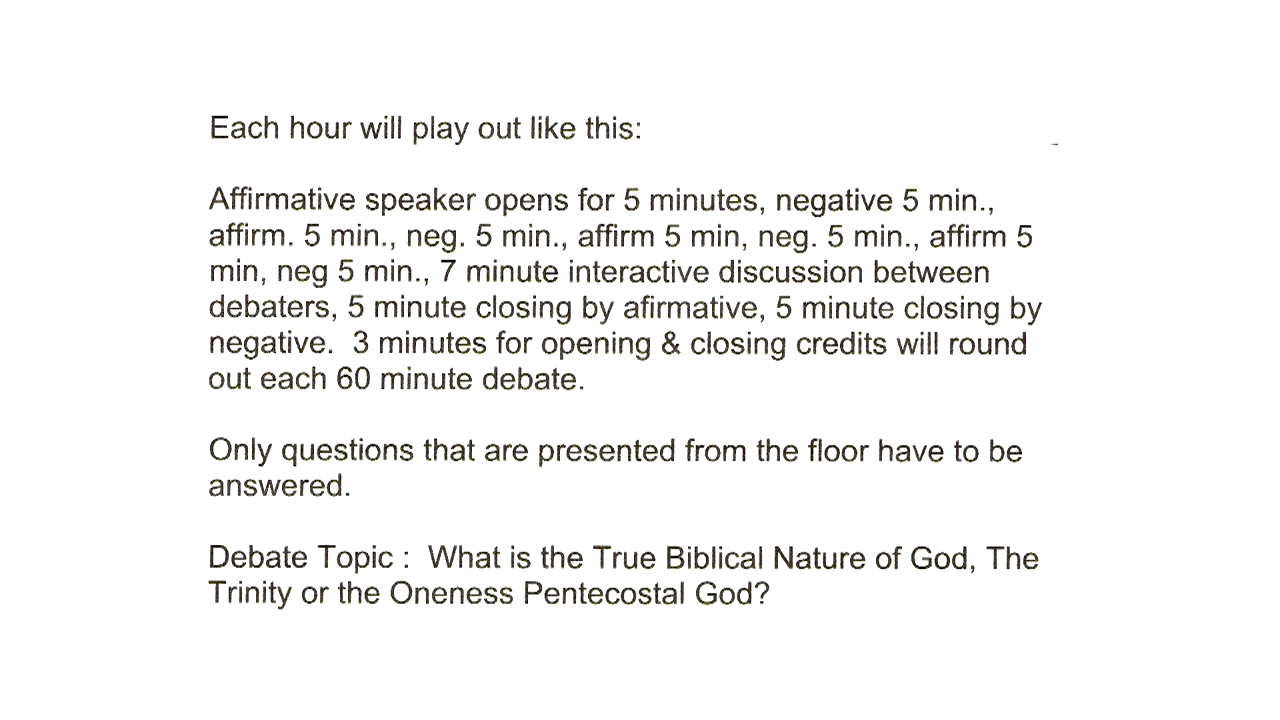 Each hour will play out like this:
Affirmative speaker opens for 5 minutes, negative 5 min.,
affirm. 5 min., neg. 5 min., affirm 5 min, neg. 5 min., affirm 5
min, neg 5 min., 7 minute interactive discussion between
debaters, 5 minute closing by afirmative, 5 minute closing by
negative.  3 minutes for opening & closing credits will round
out each 60 minute debate.
Only questions that are presented from the floor have to be
answered.
Debate Topic :  What is the True Biblical Nature of God, The
Trinity or the Oneness Pentecostal God?